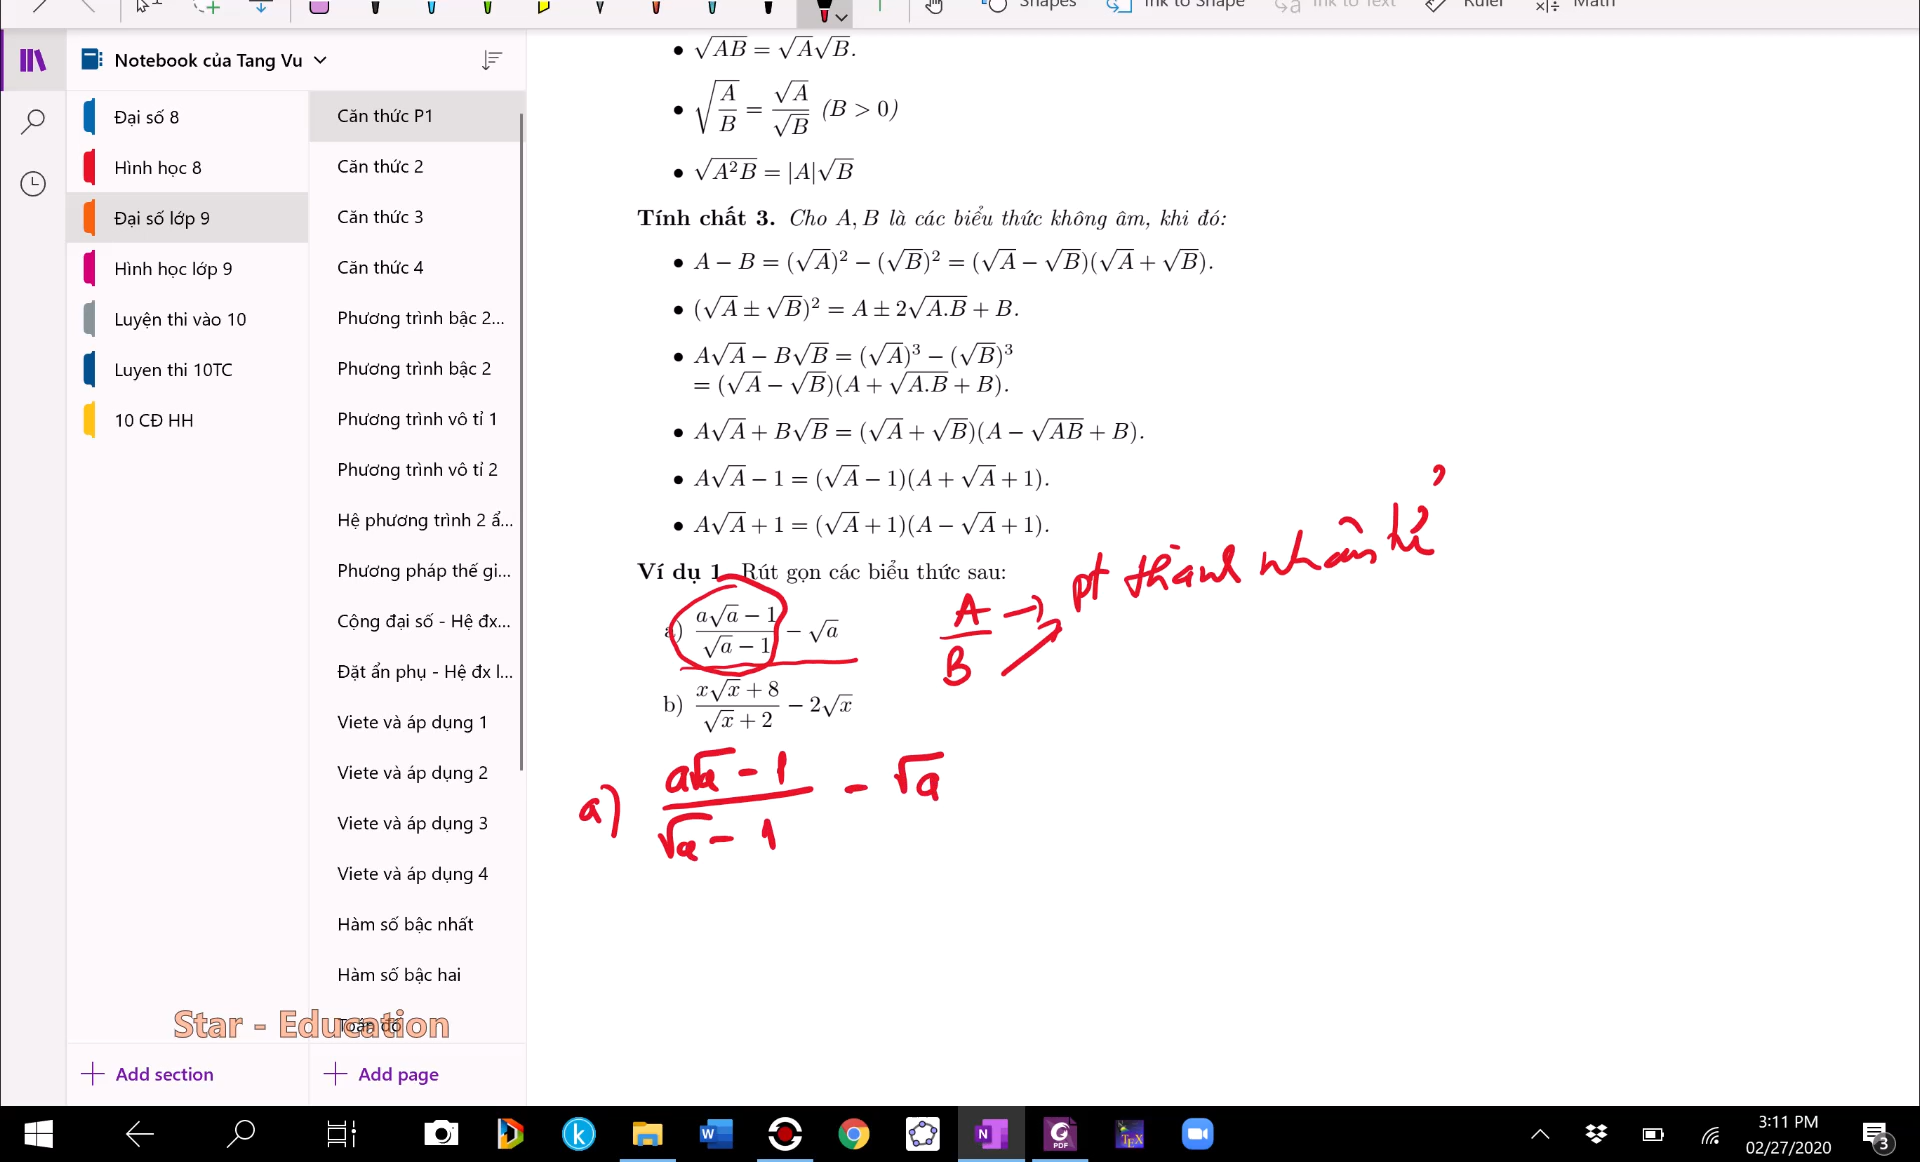 Shapes Ink to Shape Ink to Text Ruler Math
Notebook của Tang Vu
Đại số 8
Hình học 8
Đại số lớp 9
Hình học lớp 9
Luyện thi vào 10
Luyen thi 10TC
10 CĐ HH
Add section
Căn thức P1
Căn thức 2
Căn thức 3
Căn thức 4
Phương trình bậc 2...
Phương trình bậc 2
Phương trình vô tỉ 1
Phương trình vô tỉ 2
Hệ phương trình 2 ẩ...
Phương pháp thế gi...
Cộng đại số - Hệ đx...
Đặt ẩn phụ - Hệ đx l...
Viete và áp dụng 1
Viete và áp dụng 2
Viete và áp dụng 3
Viete và áp dụng 4
Hàm số bậc nhất
Hàm số bậc hai
Toán đố
Add page
Star - Education
• √(AB) = √A√B.
• √(A/B) = √A/√B (B > 0)
• √(A²B) = |A|√B
Tính chất 3. Cho A, B là các biểu thức không âm, khi đó:
• A − B = (√A)² − (√B)² = (√A − √B)(√A + √B).
• (√A ± √B)² = A ± 2√(A.B) + B.
• A√A − B√B = (√A)³ − (√B)³
= (√A − √B)(A + √(A.B) + B).
• A√A + B√B = (√A + √B)(A − √(AB) + B).
• A√A − 1 = (√A − 1)(A + √A + 1).
• A√A + 1 = (√A + 1)(A − √A + 1).
Ví dụ 1. Rút gọn các biểu thức sau:
a) (a√a − 1)/(√a − 1) − √a
b) (x√x + 8)/(√x + 2) − 2√x
A/B → pt thành nhân tử
a) (a√a − 1)/(√a − 1) − √a
3:11 PM
02/27/2020
3